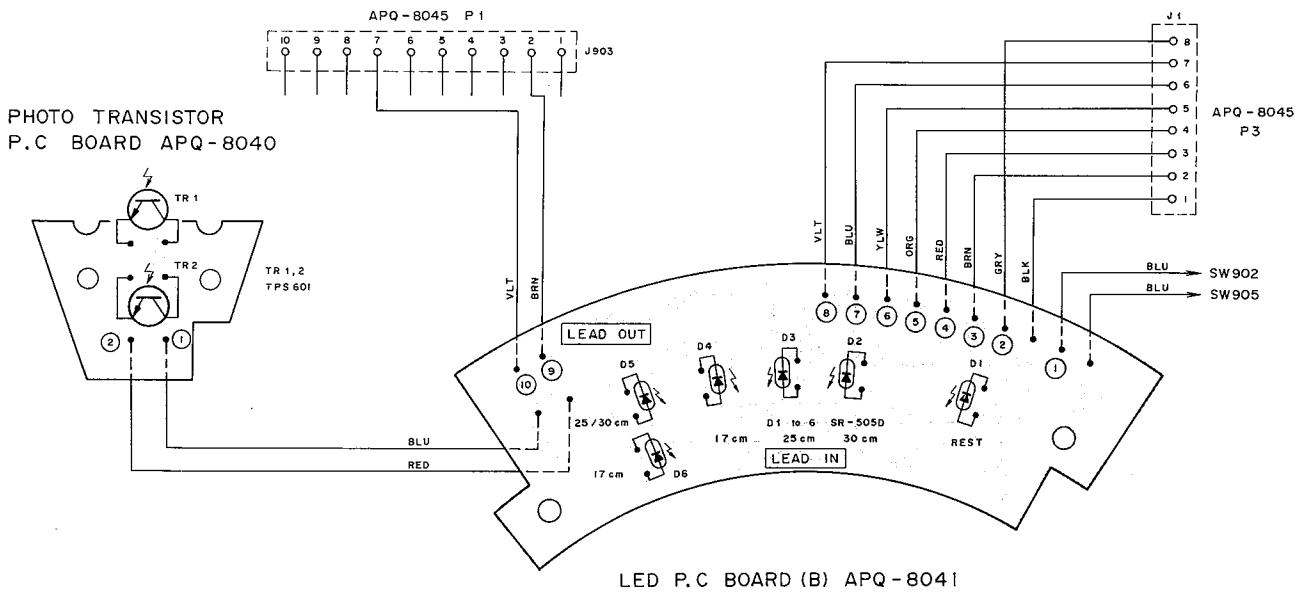 APQ-8045 P1
10 9 8 7 6 5 4 3 2 1
J903
J1
8
7
6
5
4
3
2
1
APQ-8045
P3
PHOTO TRANSISTOR
P.C BOARD APQ-8040
TR1
TR2
TR1,2
TPS601
2 1
VLT BRN
VLT BLU YLW ORG RED BRN GRY BLK
BLU SW902
BLU SW905
8 7 6 5 4 3 2 1
LEAD OUT
10 9
D5 D4 D3 D2 D1
25/30cm
D1 to 6 SR-505D
17cm 25cm 30cm
REST
LEAD IN
17cm D6
BLU
RED
LED P.C BOARD (B) APQ-8041